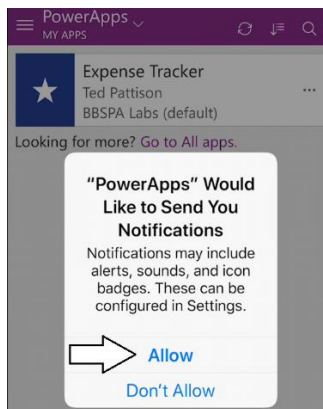 PowerApps
MY APPS
Expense Tracker
Ted Pattison
BBSPA Labs (default)
...
Looking for more? Go to All apps.
“PowerApps” Would
Like to Send You
Notifications
Notifications may include
alerts, sounds, and icon
badges. These can be
configured in Settings.
Allow
Don’t Allow